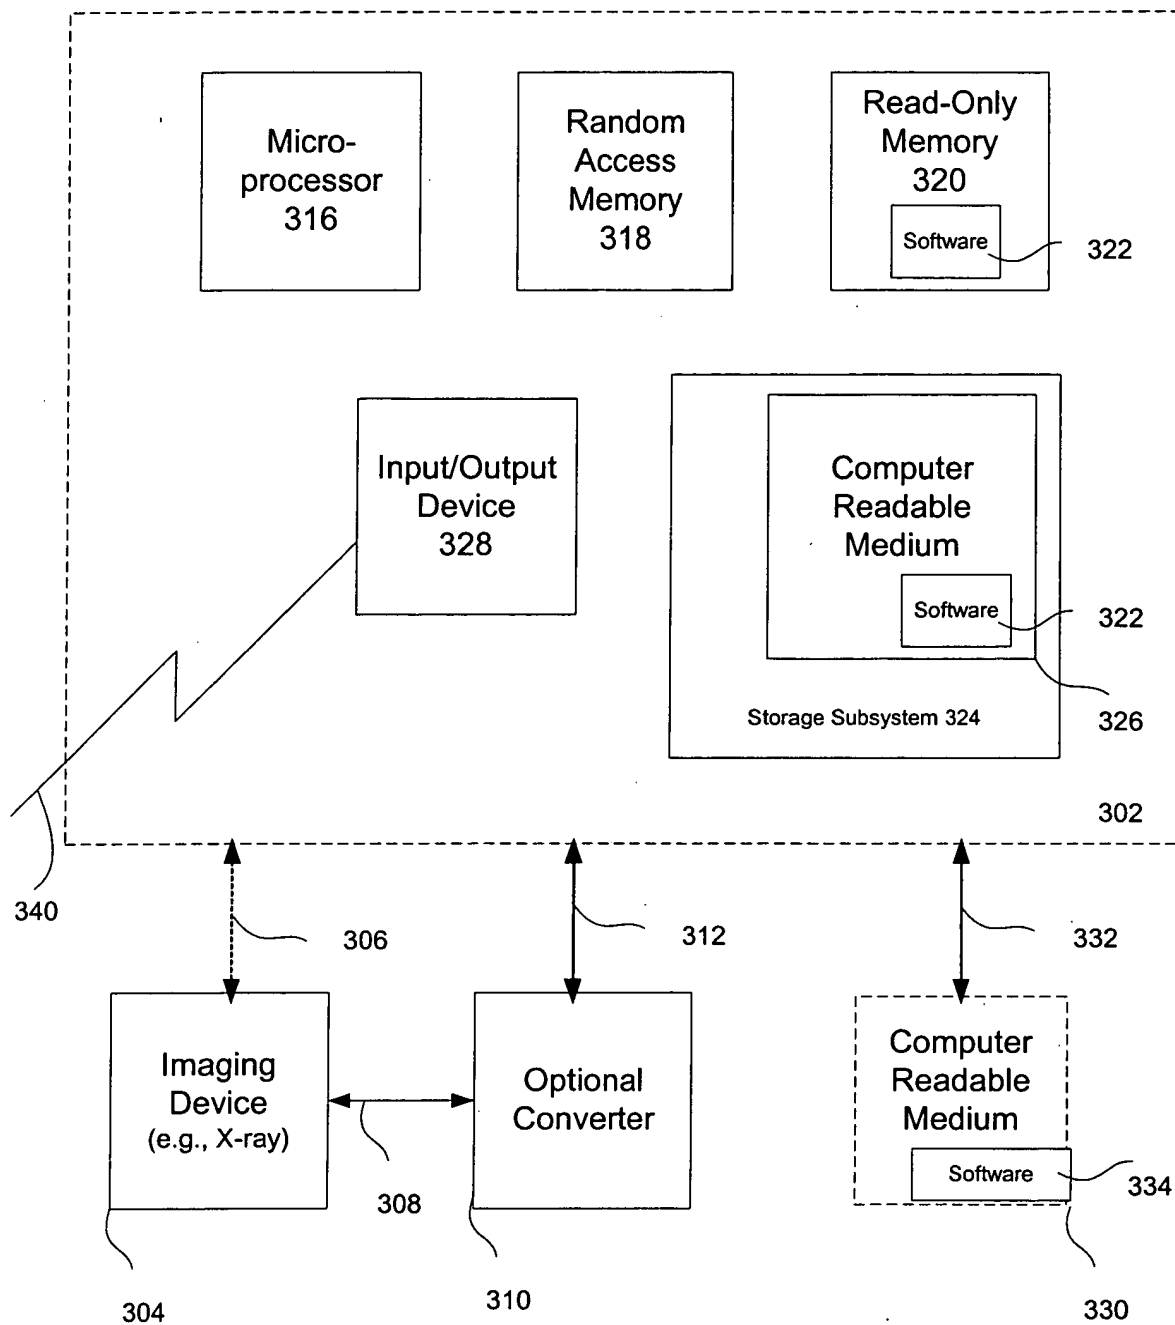 Micro-
processor
316
Random
Access
Memory
318
Read-Only
Memory
320
Software
322
Input/Output
Device
328
Computer
Readable
Medium
Software
322
326
Storage Subsystem 324
302
340
306
312
332
Imaging
Device
(e.g., X-ray)
308
Optional
Converter
Computer
Readable
Medium
Software
334
304
310
330